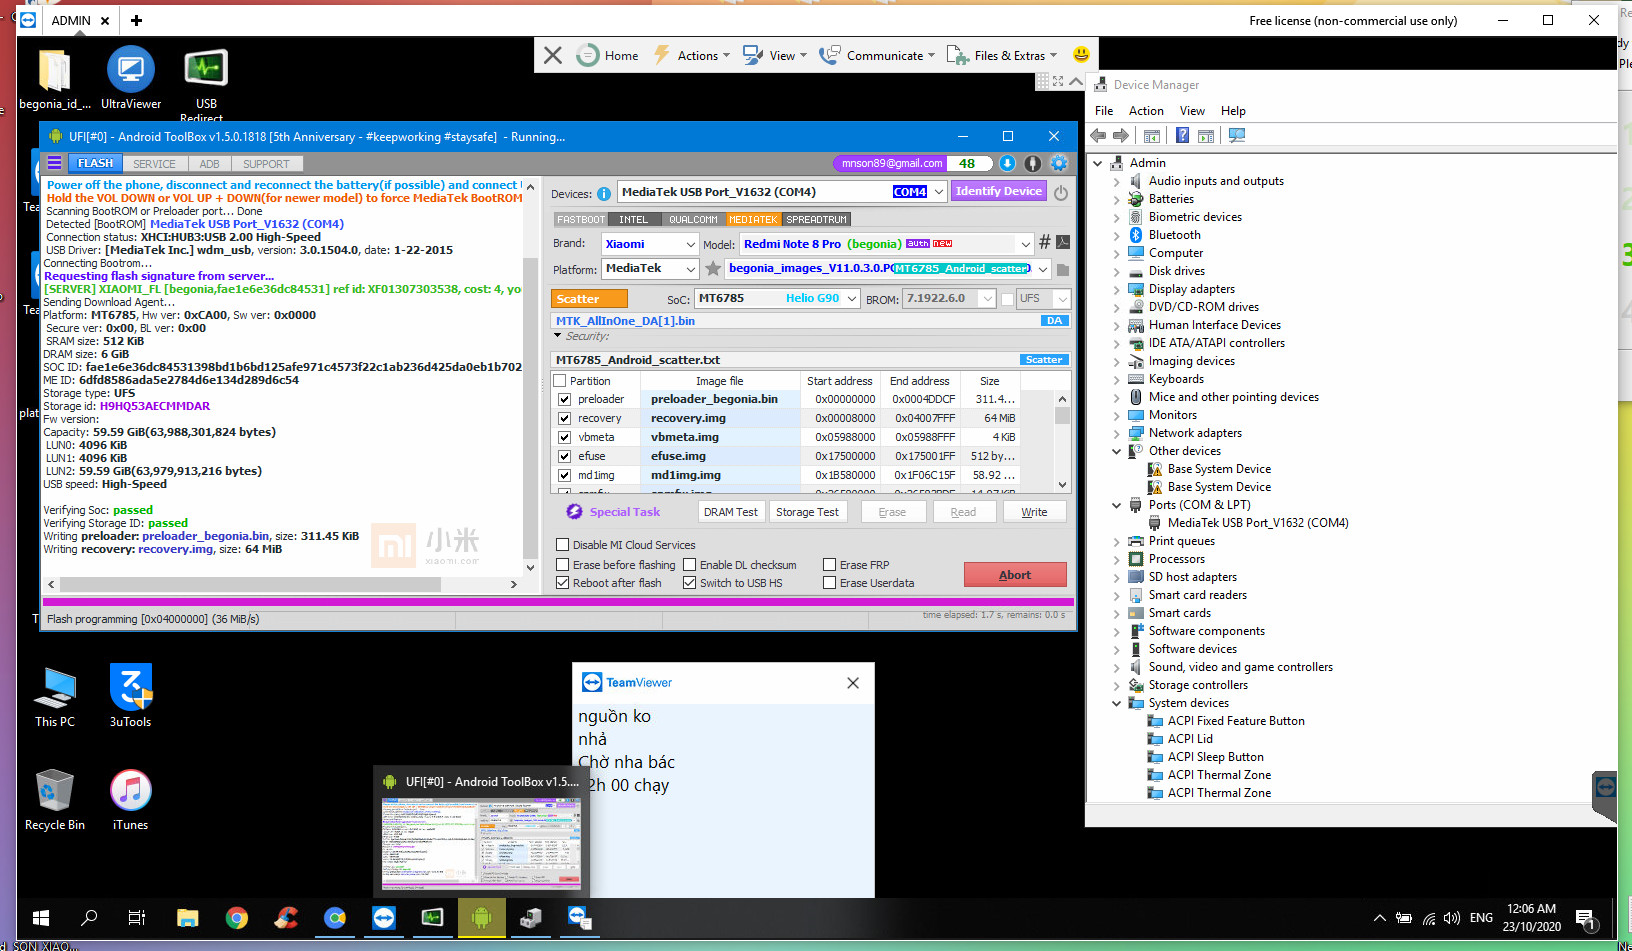 ADMIN
Free license (non-commercial use only)
Home
Actions
View
Communicate
Files & Extras
begonia_id_...
UltraViewer
USB
Redirect
Device Manager
File Action View Help
UFI[#0] - Android ToolBox v1.5.0.1818 [5th Anniversary - #keepworking #staysafe] - Running...
FLASH SERVICE ADB SUPPORT
mnson89@gmail.com 48
Power off the phone, disconnect and reconnect the battery(if possible) and connect
Hold the VOL DOWN or VOL UP + DOWN(for newer model) to force MediaTek BootROM
Scanning BootROM or Preloader port... Done
Detected [BootROM] MediaTek USB Port_V1632 (COM4)
Connection status: XHCI:HUB3:USB 2.00 High-Speed
USB Driver: [MediaTek Inc.] wdm_usb, version: 3.0.1504.0, date: 1-22-2015
Connecting Bootrom...
Requesting flash signature from server...
[SERVER] XIAOMI_FL [begonia,fae1e6e36dc84531] ref id: XF01307303538, cost: 4, yo
Sending Download Agent...
Platform: MT6785, Hw ver: 0xCA00, Sw ver: 0x0000
Secure ver: 0x00, BL ver: 0x00
SRAM size: 512 KiB
DRAM size: 6 GiB
SOC ID: fae1e6e36dc84531398bd1b6bd125afe971c4573f22c1ab236d425da0eb1b702
ME ID: 6dfd8586ada5e2784d6e134d289d6c54
Storage type: UFS
Storage id: H9HQ53AECMMDAR
Fw version:
Capacity: 59.59 GiB(63,988,301,824 bytes)
LUN0: 4096 KiB
LUN1: 4096 KiB
LUN2: 59.59 GiB(63,979,913,216 bytes)
USB speed: High-Speed
Verifying Soc: passed
Verifying Storage ID: passed
Writing preloader: preloader_begonia.bin, size: 311.45 KiB
Writing recovery: recovery.img, size: 64 MiB
小米
xiaomi.com
Devices: MediaTek USB Port_V1632 (COM4) COM4 Identify Device
FASTBOOT INTEL QUALCOMM MEDIATEK SPREADTRUM
Brand: Xiaomi Model: Redmi Note 8 Pro (begonia) auth new #
Platform: MediaTek begonia_images_V11.0.3.0.PG MT6785_Android_scatter
Scatter SoC: MT6785 Helio G90 BROM: 7.1922.6.0 UFS
MTK_AllInOne_DA[1].bin DA
Security:
MT6785_Android_scatter.txt Scatter
Partition Image file Start address End address Size
preloader preloader_begonia.bin 0x00000000 0x0004DDCF 311.4...
recovery recovery.img 0x00008000 0x04007FFF 64 MiB
vbmeta vbmeta.img 0x05988000 0x05988FFF 4 KiB
efuse efuse.img 0x17500000 0x175001FF 512 by...
md1img md1img.img 0x1B580000 0x1F06C15F 58.92 ...
Special Task DRAM Test Storage Test Erase Read Write
Disable MI Cloud Services
Erase before flashing Enable DL checksum Erase FRP
Reboot after flash Switch to USB HS Erase Userdata
Abort
Flash programming [0x04000000] (36 MiB/s)
time elapsed: 1.7 s, remains: 0.0 s
Admin
Audio inputs and outputs
Batteries
Biometric devices
Bluetooth
Computer
Disk drives
Display adapters
DVD/CD-ROM drives
Human Interface Devices
IDE ATA/ATAPI controllers
Imaging devices
Keyboards
Mice and other pointing devices
Monitors
Network adapters
Other devices
Base System Device
Base System Device
Ports (COM & LPT)
MediaTek USB Port_V1632 (COM4)
Print queues
Processors
SD host adapters
Smart card readers
Smart cards
Software components
Software devices
Sound, video and game controllers
Storage controllers
System devices
ACPI Fixed Feature Button
ACPI Lid
ACPI Sleep Button
ACPI Thermal Zone
ACPI Thermal Zone
This PC
3uTools
Recycle Bin
iTunes
TeamViewer
nguồn ko
nhả
Chờ nha bác
2h 00 chạy
UFI[#0] - Android ToolBox v1.5....
ENG
12:06 AM
23/10/2020
1